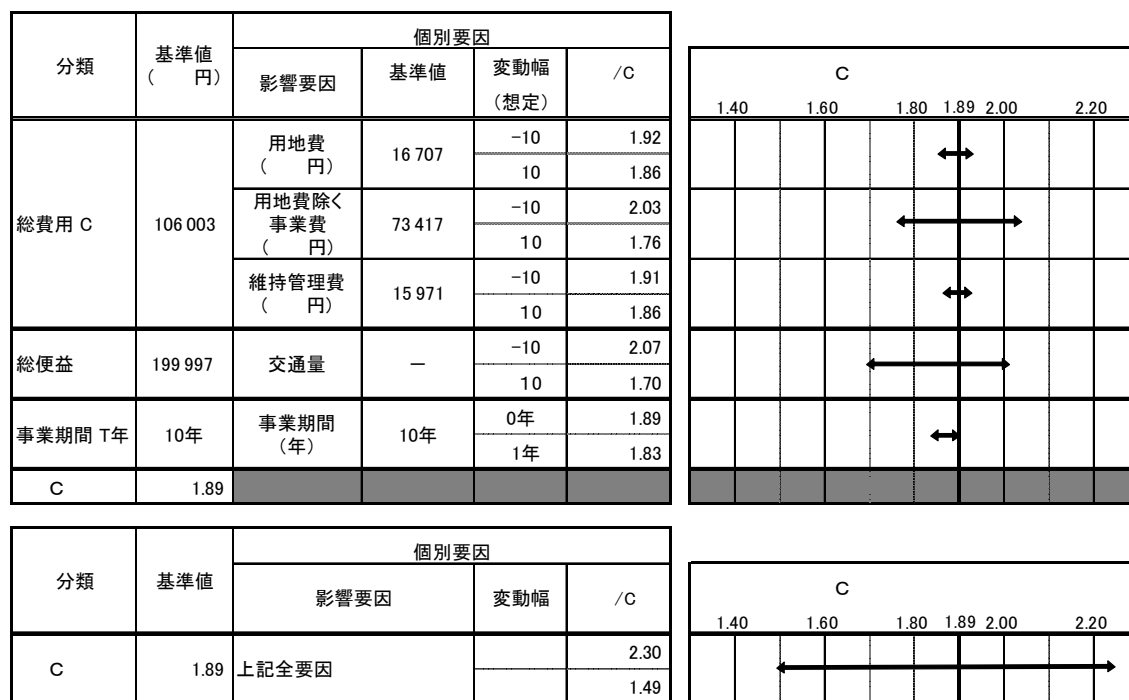 分類
基準値
（　　円）
個別要因
影響要因
基準値
変動幅
（想定）
/C
総費用 C
106 003
用地費
（　　円）
16 707
-10
1.92
10
1.86
用地費除く
事業費
（　　円）
73 417
-10
2.03
10
1.76
維持管理費
（　　円）
15 971
-10
1.91
10
1.86
総便益
199 997
交通量
－
-10
2.07
10
1.70
事業期間 T年
10年
事業期間
（年）
10年
0年
1.89
1年
1.83
C
1.89
C
1.40 1.60 1.80 1.89 2.00 2.20
分類
基準値
個別要因
影響要因
変動幅
/C
C
1.89
上記全要因
2.30
1.49
C
1.40 1.60 1.80 1.89 2.00 2.20